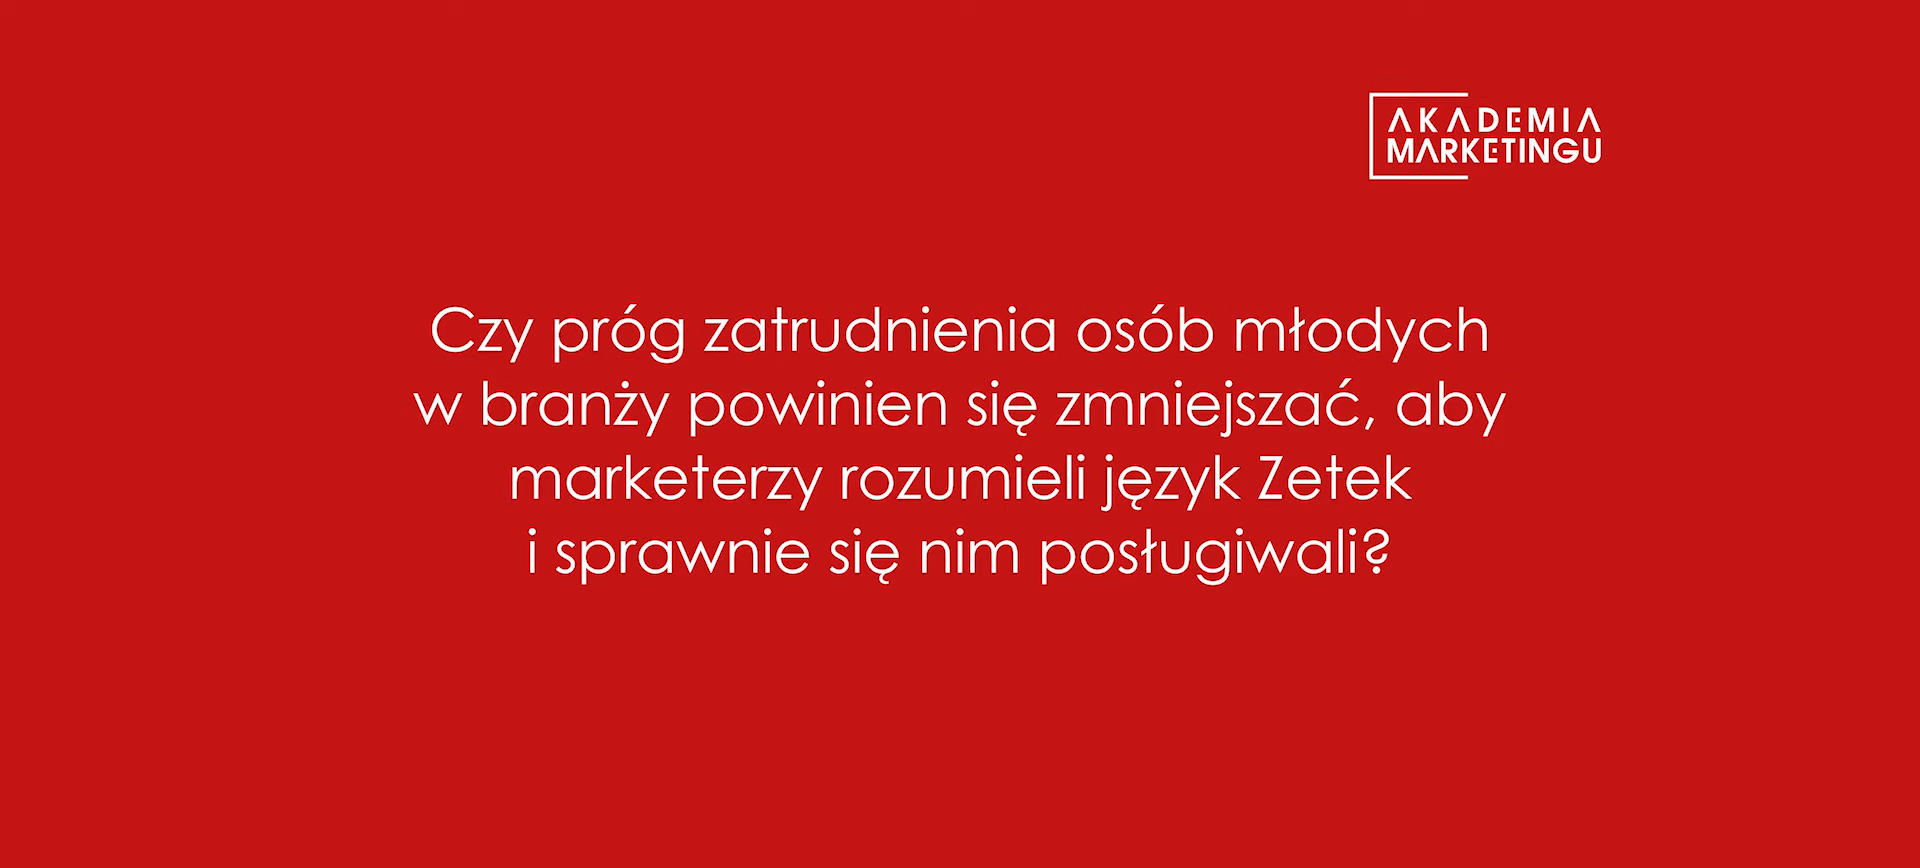 AKADEMIA
MARKETINGU
Czy próg zatrudnienia osób młodych
w branży powinien się zmniejszać, aby
marketerzy rozumieli język Zetek
i sprawnie się nim posługiwali?